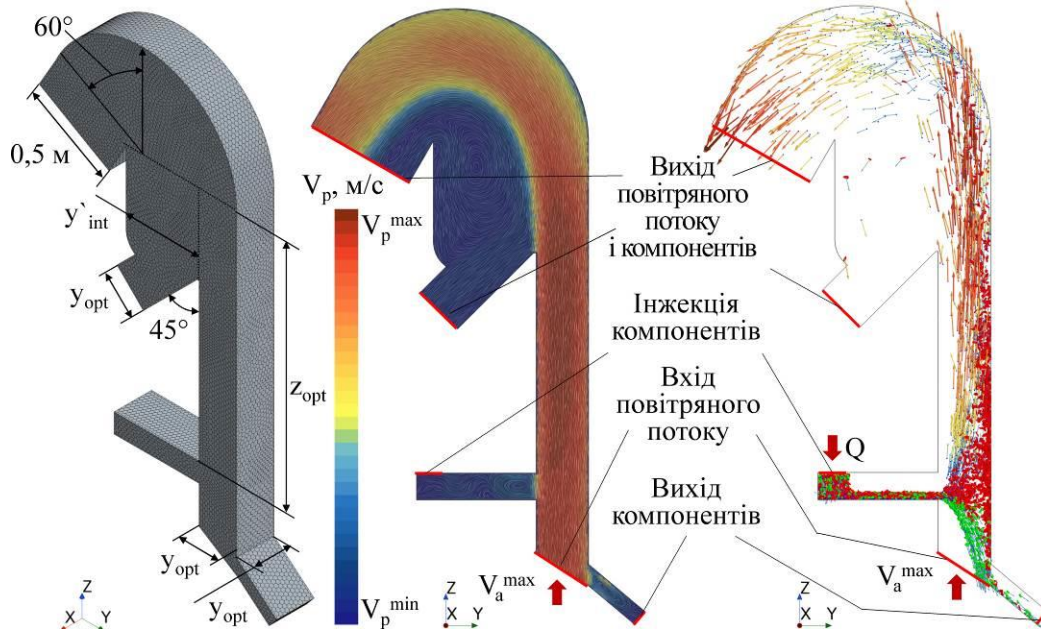 60°
0,5 м
y`int
yopt
45°
zopt
yopt
yopt
Z
X
Y
Vp, м/с
Vpmax
Vpmin
Вихід
повітряного
потоку
і компонентів
Інжекція
компонентів
Вхід
повітряного
потоку
Вихід
компонентів
Vamax
Z
X
Y
Q
Vamax
Z
X
Y